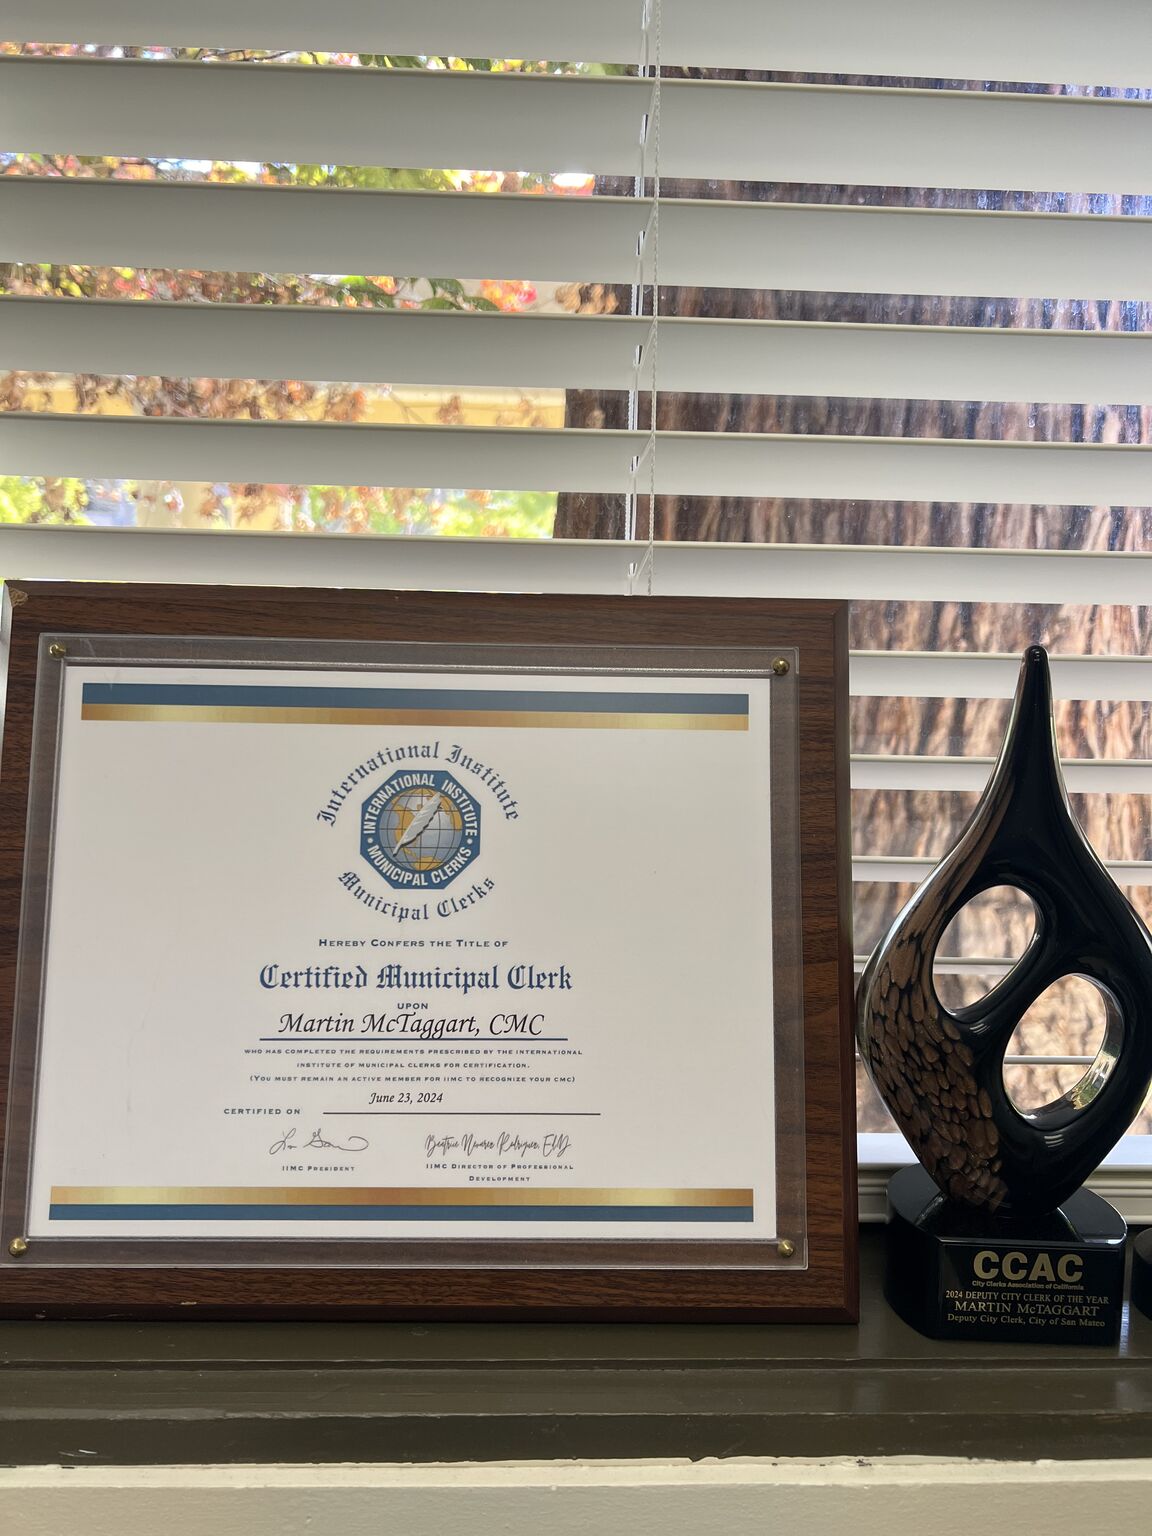 International Institute
INTERNATIONAL INSTITUTE
• MUNICIPAL CLERKS •
Municipal Clerks
HEREBY CONFERS THE TITLE OF
Certified Municipal Clerk
UPON
Martin McTaggart, CMC
WHO HAS COMPLETED THE REQUIREMENTS PRESCRIBED BY THE INTERNATIONAL
INSTITUTE OF MUNICIPAL CLERKS FOR CERTIFICATION.
(YOU MUST REMAIN AN ACTIVE MEMBER FOR IIMC TO RECOGNIZE YOUR CMC)
June 23, 2024
CERTIFIED ON
Beatrice Nevarez Rodriguez, EdD.
IIMC PRESIDENT
IIMC DIRECTOR OF PROFESSIONAL
DEVELOPMENT
CCAC
City Clerks Association of California
2024 DEPUTY CITY CLERK OF THE YEAR
MARTIN McTAGGART
Deputy City Clerk, City of San Mateo